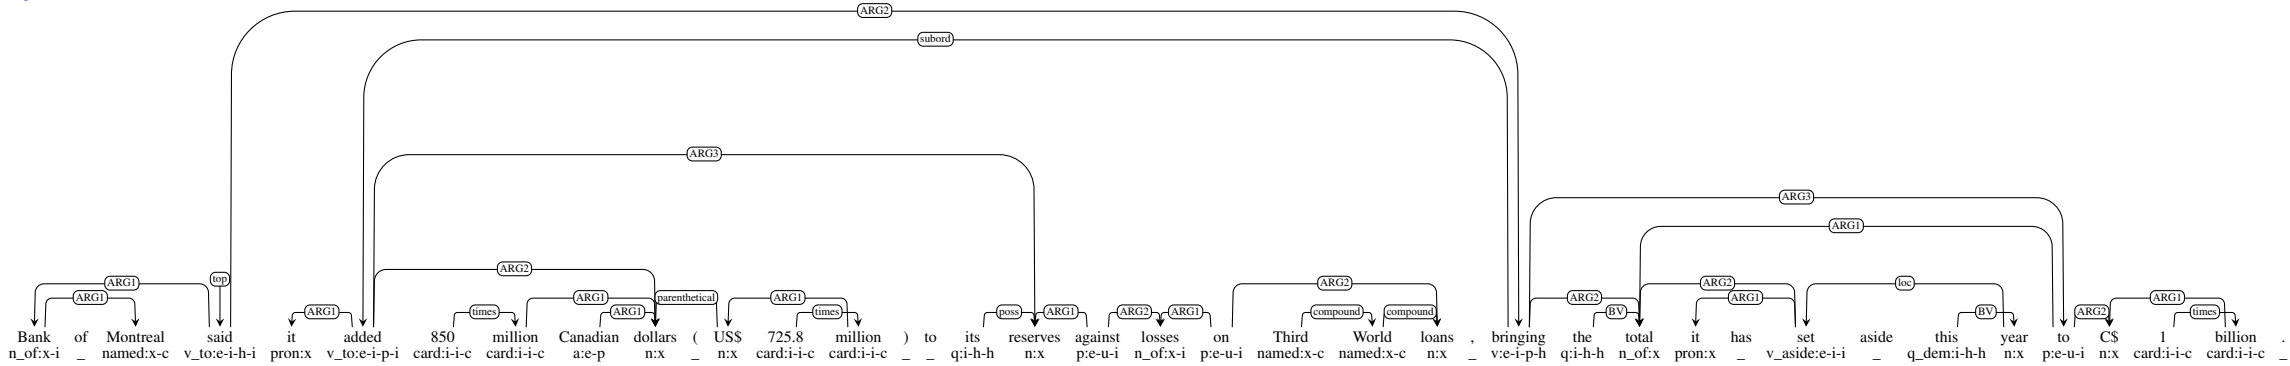 ARG2
subord
ARG3
ARG3
ARG1
ARG2 ARG2
ARG1 top ARG2 loc
ARG1 ARG1 parenthetical ARG1 ARG1 ARG1
ARG1 times ARG1 times poss ARG1 ARG2 ARG1 compound compound ARG2 BV BV ARG2 times
Bank of Montreal said it added 850 million Canadian dollars ( US$ 725.8 million ) to its reserves against losses on Third World loans , bringing the total it has set aside this year to C$ 1 billion .
n_of:x-i _ named:x-c v_to:e-i-h-i pron:x v_to:e-i-p-i card:i-i-c card:i-i-c a:e-p n:x _ n:x card:i-i-c card:i-i-c _ _ q:i-h-h n:x p:e-u-i n_of:x-i p:e-u-i named:x-c named:x-c n:x _ v:e-i-p-h q:i-h-h n_of:x pron:x _ v_aside:e-i-i _ q_dem:i-h-h n:x p:e-u-i n:x card:i-i-c card:i-i-c _